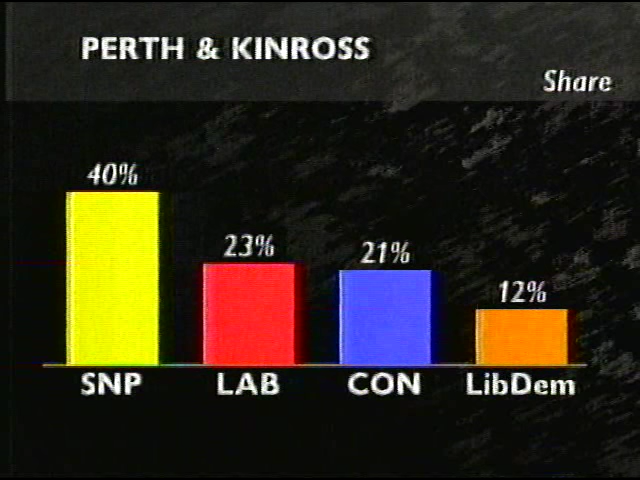 PERTH & KINROSS
Share
40%
23%
21%
12%
SNP
LAB
CON
LibDem